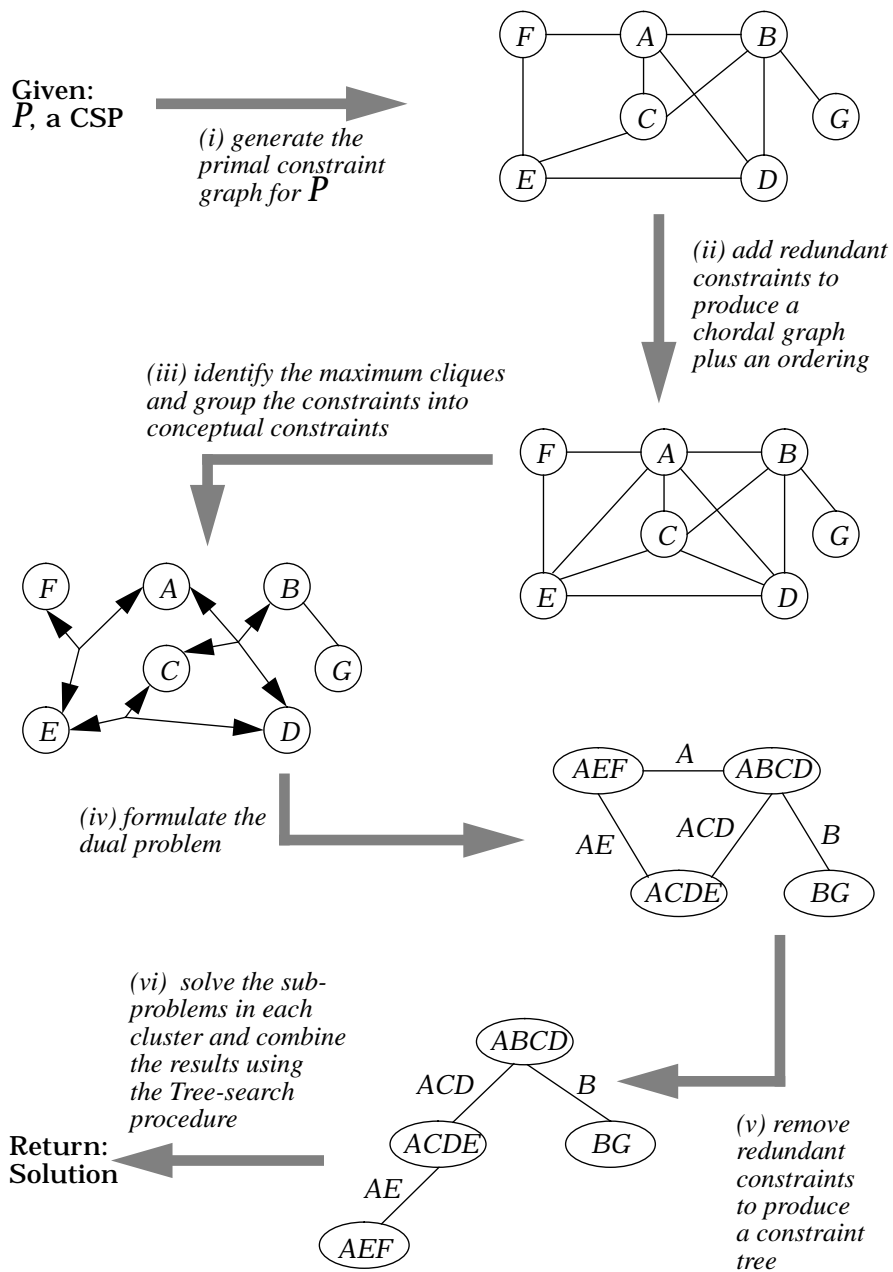 F A B
Given:
P, a CSP
C G
(i) generate the
primal constraint
graph for P
E D
(ii) add redundant
constraints to
produce a
chordal graph
plus an ordering
(iii) identify the maximum cliques
and group the constraints into
conceptual constraints
F A B
C G
E D
F A B
C G
E D
A
AEF ABCD
(iv) formulate the
dual problem
AE ACD B
ACDE BG
(vi) solve the sub-
problems in each
cluster and combine
the results using
the Tree-search
procedure
ABCD
ACD B
(v) remove
redundant
constraints
to produce
a constraint
tree
ACDE BG
Return:
Solution
AE
AEF